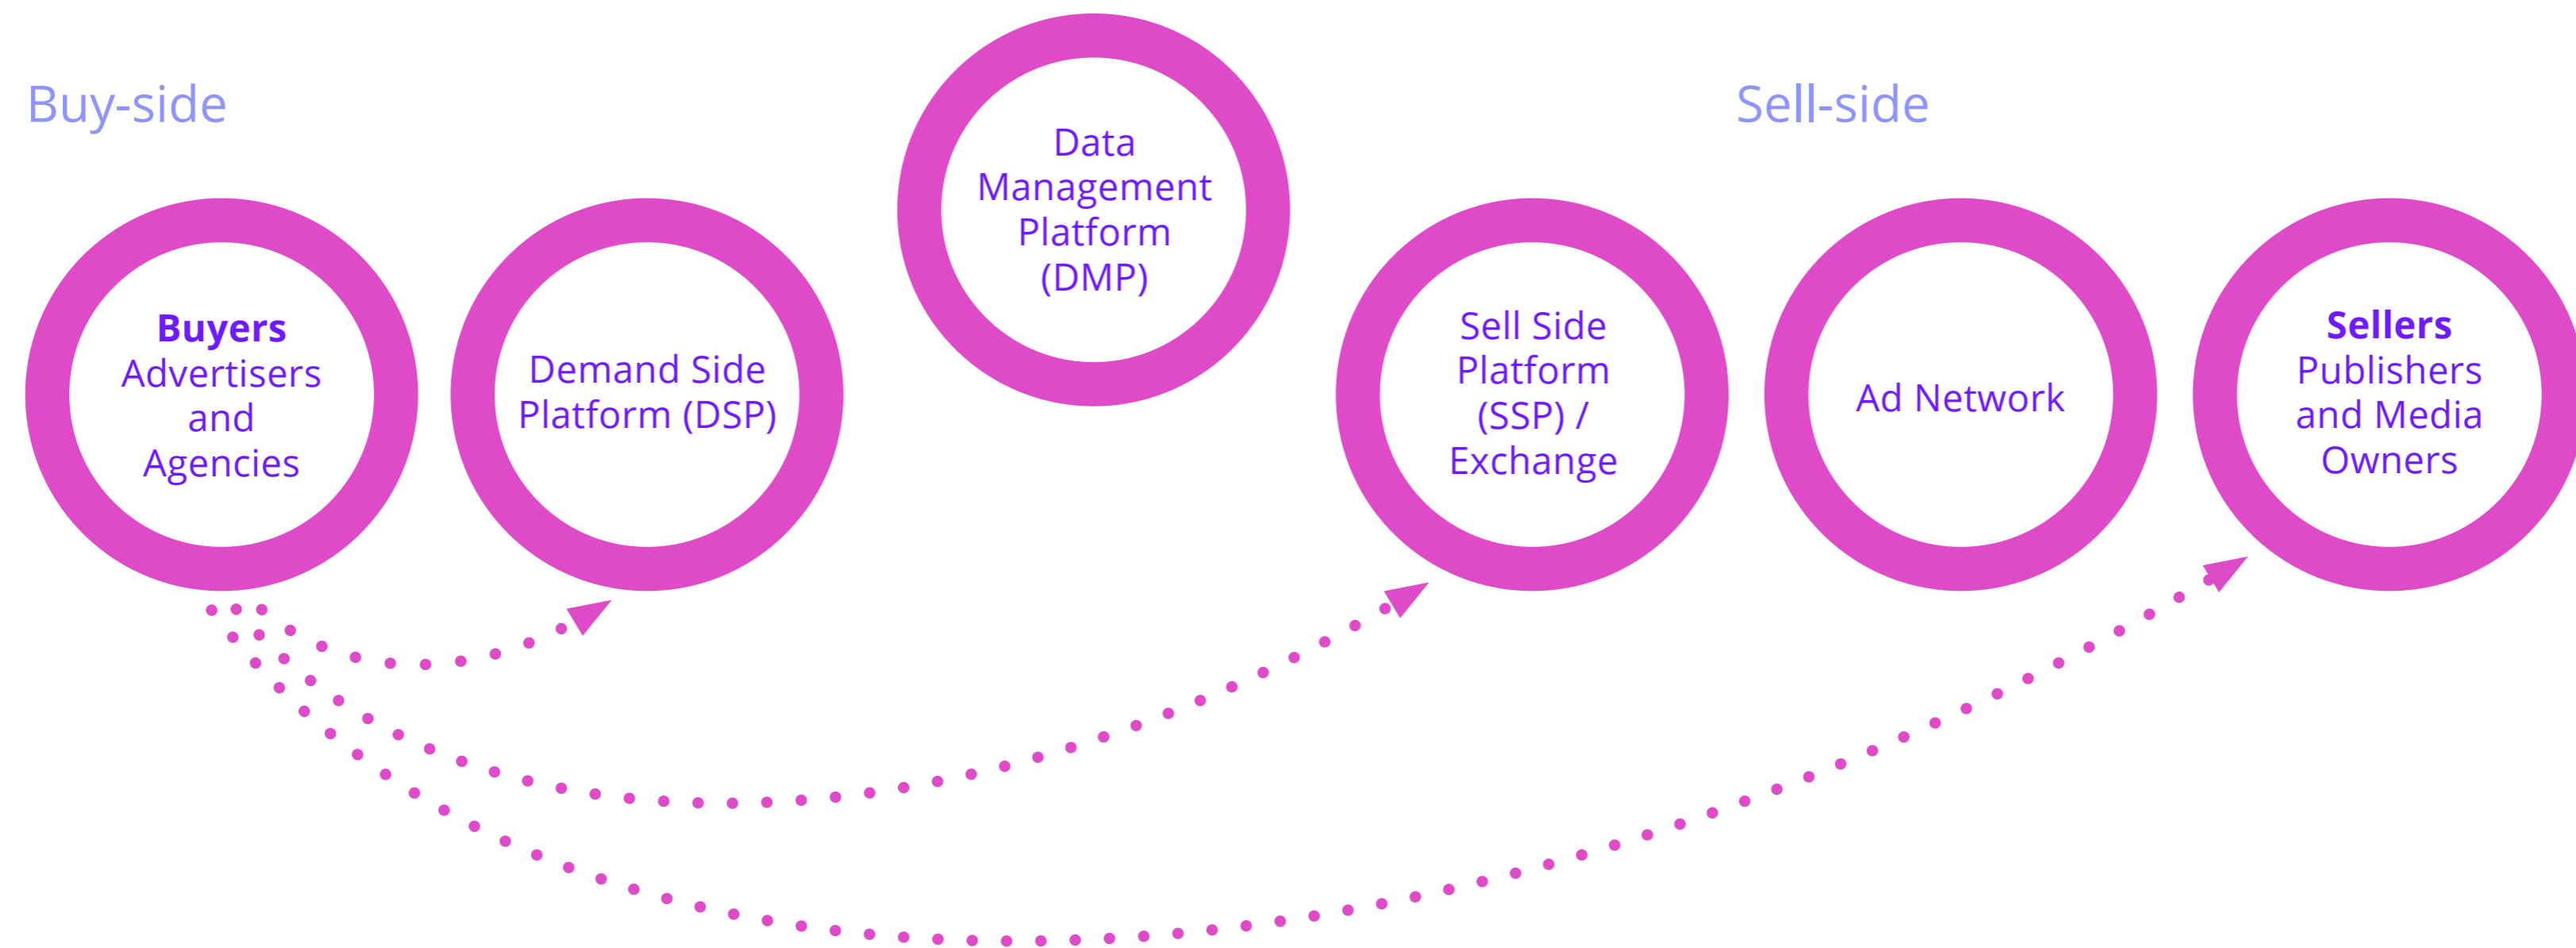 Buy-side
Sell-side
Buyers
Advertisers
and
Agencies
Demand Side
Platform (DSP)
Data
Management
Platform
(DMP)
Sell Side
Platform
(SSP) /
Exchange
Ad Network
Sellers
Publishers
and Media
Owners